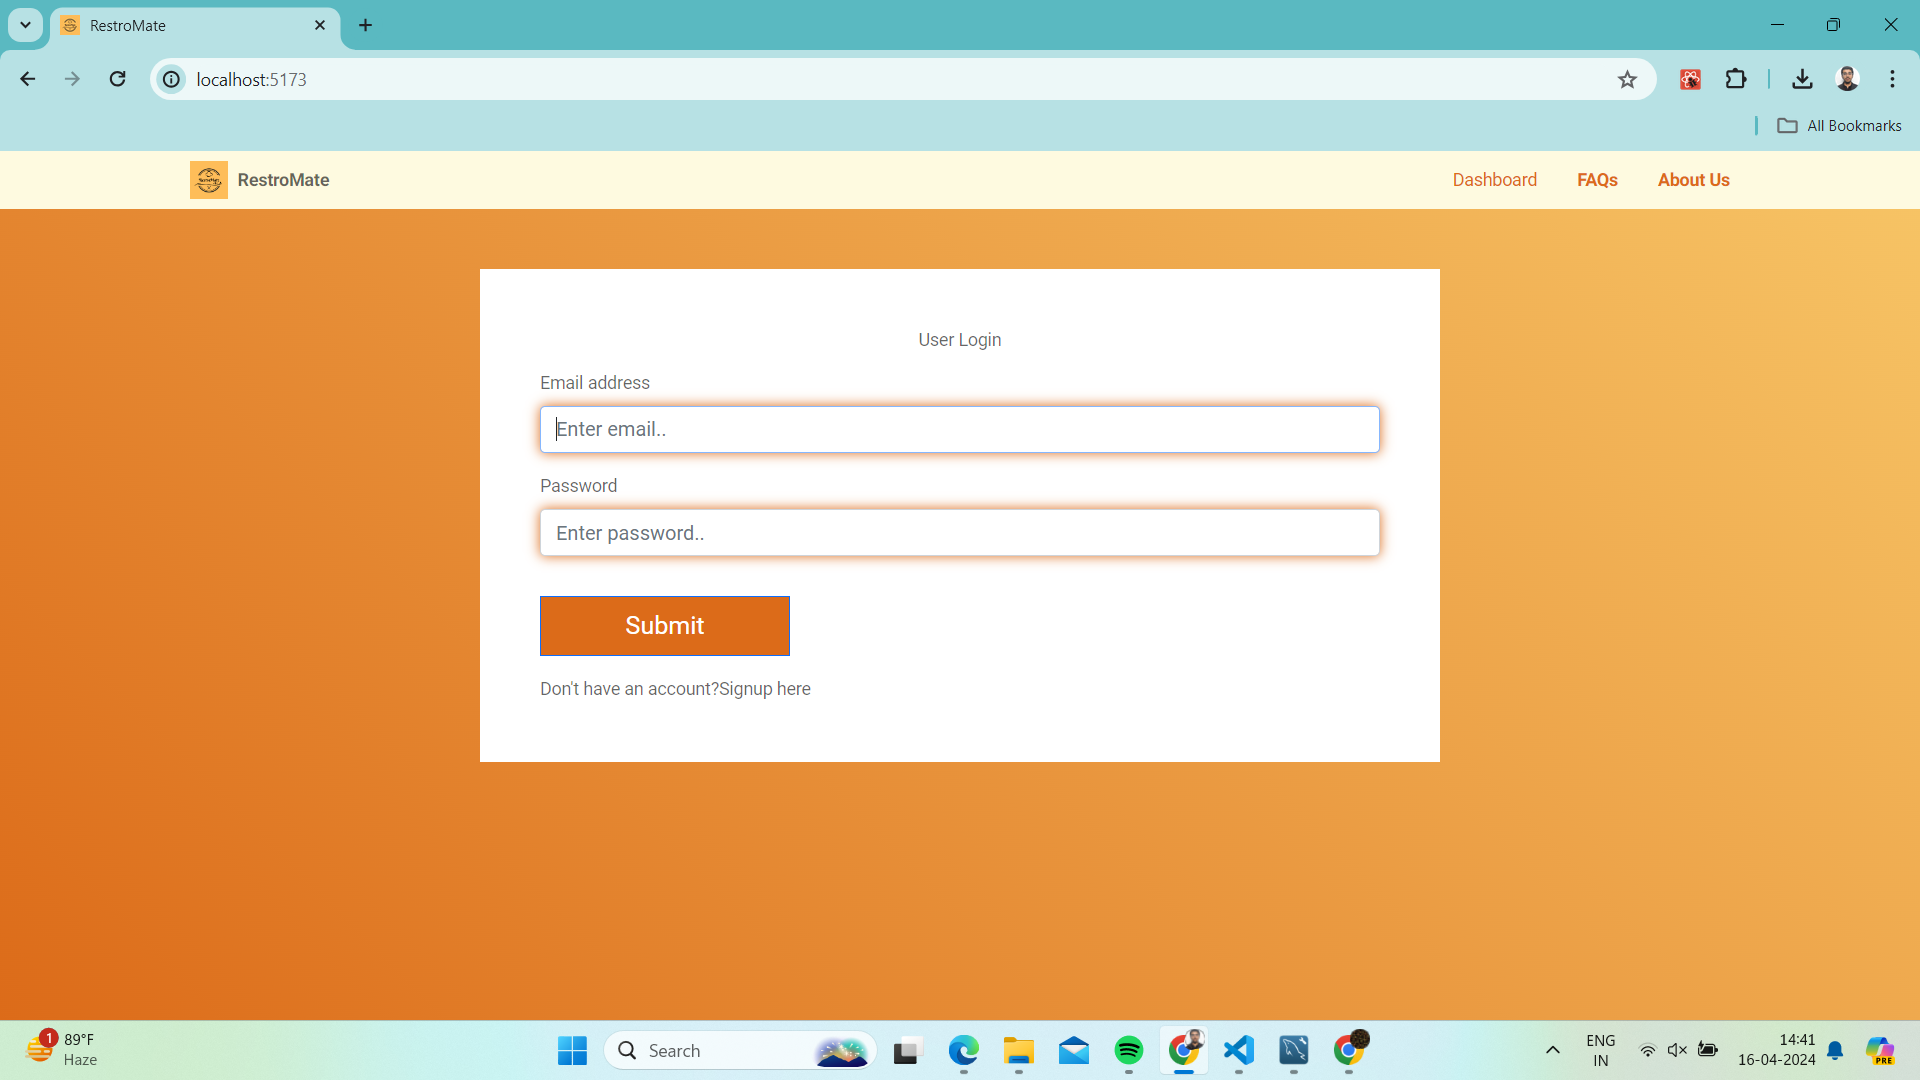 RestroMate
localhost:5173
All Bookmarks
RestroMate
Dashboard
FAQs
About Us
User Login
Email address
Enter email..
Password
Enter password..
Submit
Don't have an account?Signup here
1
89°F
Haze
Search
ENG
IN
14:41
16-04-2024
PRE